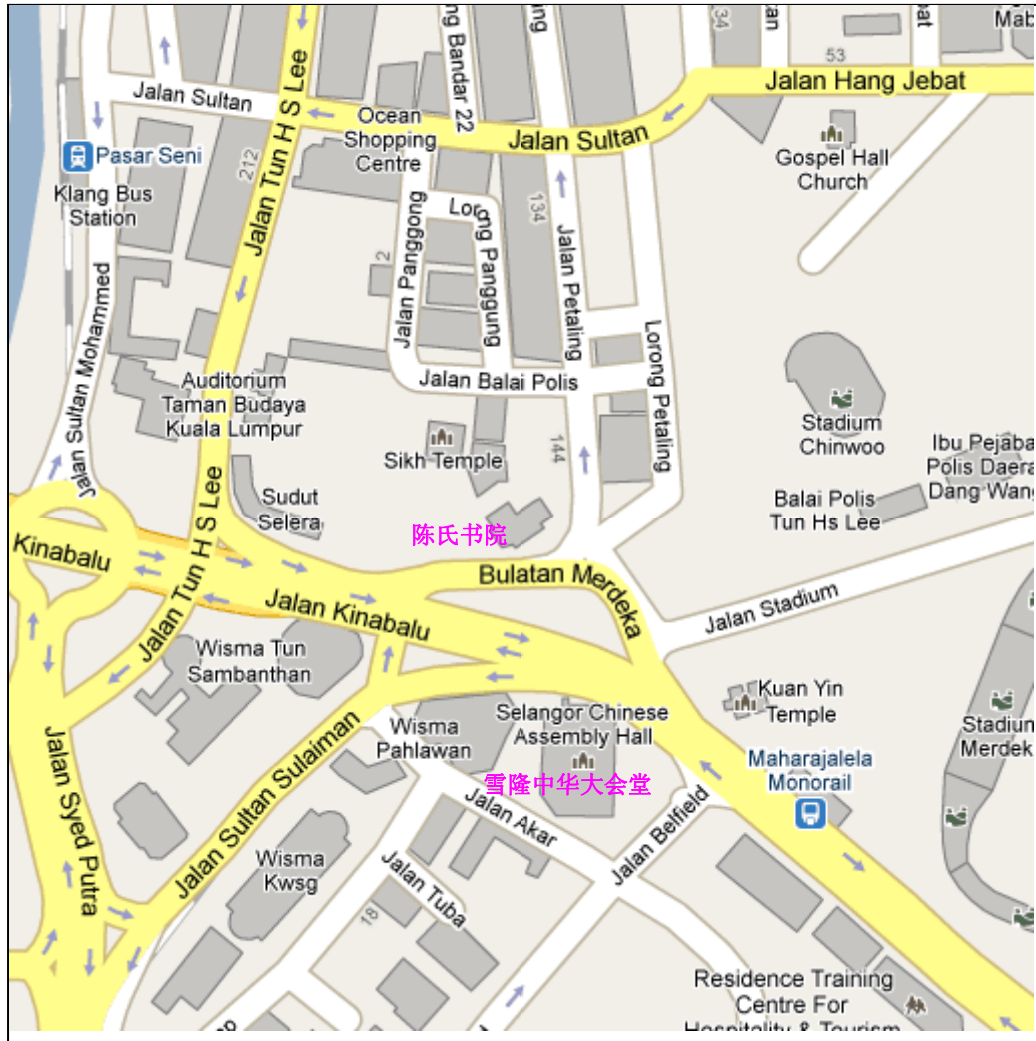 Jalan Tun H S Lee
Jalan Sultan
Ocean
Shopping
Centre
ng Bandar 22
134
53
Jalan Hang Jebat
Jalan Sultan
Gospel Hall
Church
Pasar Seni
Klang Bus
Station
212
2
Jalan Panggong
Lorong Panggung
134
Jalan Petaling
Lorong Petaling
Jalan Sultan Mohammed
Auditorium
Taman Budaya
Kuala Lumpur
Jalan Balai Polis
Stadium
Chinwoo
Sikh Temple
144
Ibu Pejaba
Polis Daera
Dang Wang
Balai Polis
Tun Hs Lee
Sudut
Selera
陈氏书院
Kinabalu
Jalan Tun H S Lee
Bulatan Merdeka
Jalan Kinabalu
Jalan Stadium
Wisma Tun
Sambanthan
Kuan Yin
Temple
Selangor Chinese
Assembly Hall
Wisma
Pahlawan
Stadium
Merdek
Maharajalela
Monorail
雪隆中华大会堂
Jalan Syed Putra
Jalan Sultan Sulaiman
Jalan Akar
Jalan Belfield
Wisma
Kwsg
Jalan Tuba
18
Residence Training
Centre For
Hospitality & Tourism